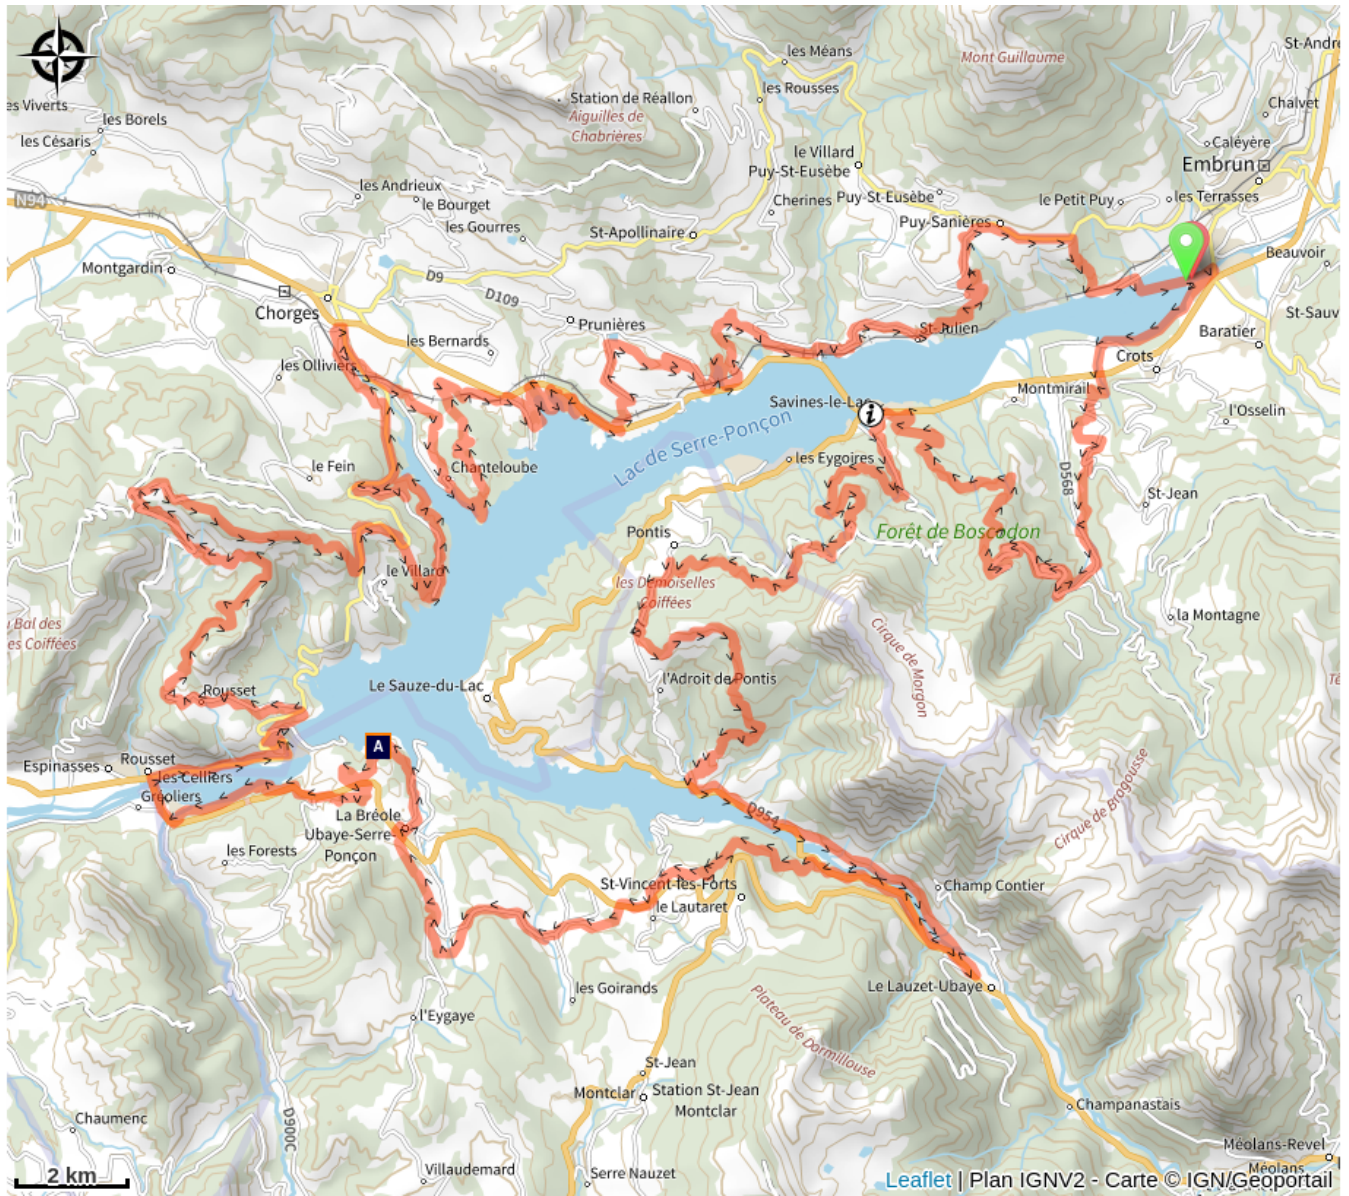 les Méans
St-André
Mont Guillaume
les Rousses
Station de Réallon
Aiguilles de
Chabrières
Chalvet
es Viverts
les Borels
les Césaris
Caléyère
le Villard
Puy-St-Eusèbe
Embrun
les Andrieux
le Bourget
Cherines
Puy-St-Eusèbe
le Petit Puy
les Terrasses
N94
les Gourres
St-Apollinaire
Puy-Sanières
Beauvoir
Montgardin
D9
D109
Chorges
Prunières
St-Julien
St-Sauv
Baratier
les Bernards
Crots
les Olliviers
Montmirail
Savines-le-Lac
i
l'Osselin
Lac de Serre-Ponçon
le Fein
Chanteloube
les Eygoires
D568
St-Jean
Pontis
Forêt de Boscodon
le Villard
les Demoiselles
Coiffées
la Montagne
u Bal des
es Coiffées
D7
Cirque de Morgon
l'Adroit de Pontis
Le Sauze-du-Lac
Rousset
A
Espinasses
Rousset
les Celliers
Gréoliers
Cirque de Bragousse
D954
La Bréole
Ubaye-Serre-
Ponçon
les Forests
St-Vincent-les-Forts
le Lautaret
Champ Contier
Le Lauzet-Ubaye
les Goirands
l'Eygaye
Plateau de Dormillouse
St-Jean
Montclar
Station St-Jean
Montclar
Champanastais
Chaumenc
D900C
Méolans-Revel
Méolans
Villaudemard
Serre Nauzet
2 km
Leaflet | Plan IGNV2 - Carte © IGN/Geoportail